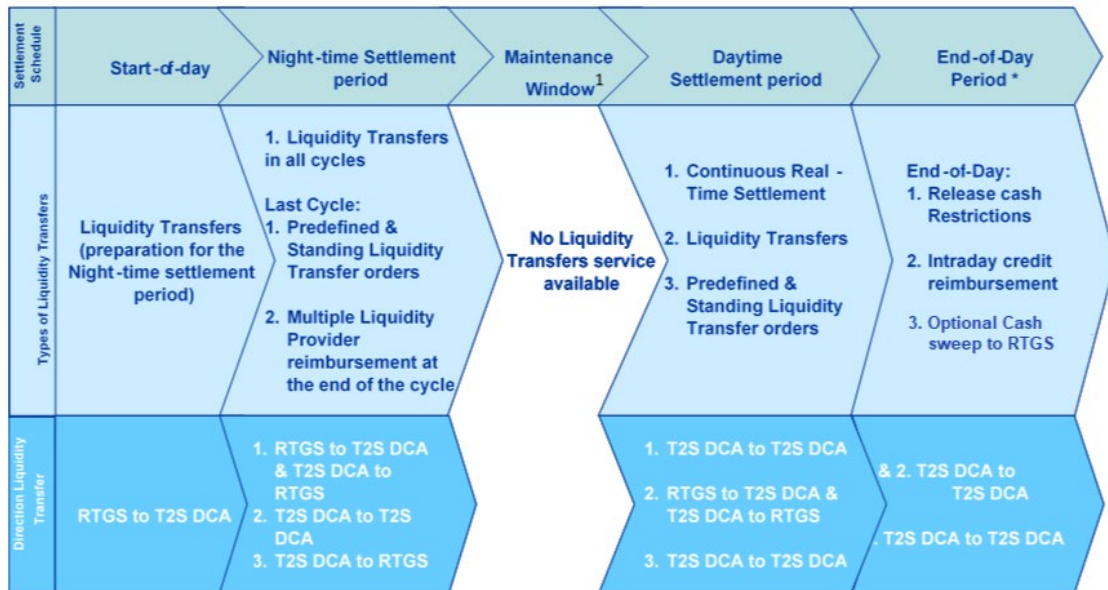 Settlement
Schedule
Start-of-day
Night-time Settlement
period
Maintenance
Window1
Daytime
Settlement period
End-of-Day
Period *
Types of Liquidity Transfers
Liquidity Transfers
(preparation for the
Night-time settlement
period)
1. Liquidity Transfers
in all cycles
Last Cycle:
1. Predefined &
Standing Liquidity
Transfer orders
2. Multiple Liquidity
Provider
reimbursement at
the end of the cycle
No Liquidity
Transfers service
available
1. Continuous Real -
Time Settlement
2. Liquidity Transfers
3. Predefined &
Standing Liquidity
Transfer orders
End-of-Day:
1. Release cash
Restrictions
2. Intraday credit
reimbursement
3. Optional Cash
sweep to RTGS
Direction Liquidity
Transfer
RTGS to T2S DCA
1. RTGS to T2S DCA
& T2S DCA to
RTGS
2. T2S DCA to T2S
DCA
3. T2S DCA to RTGS
1. T2S DCA to T2S DCA
2. RTGS to T2S DCA &
T2S DCA to RTGS
3. T2S DCA to T2S DCA
& 2. T2S DCA to
T2S DCA
. T2S DCA to T2S DCA